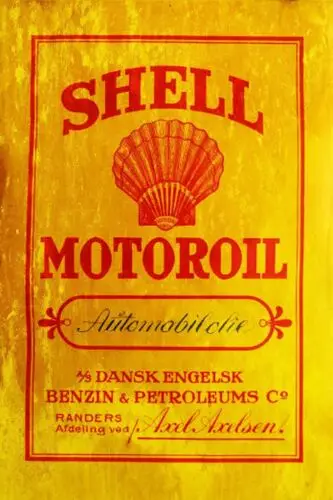 SHELL
MOTOROIL
Automobilolie
A/S DANSK ENGELSK
BENZIN & PETROLEUMS Cº
RANDERS
Afdeling ved Axel Axelsen.